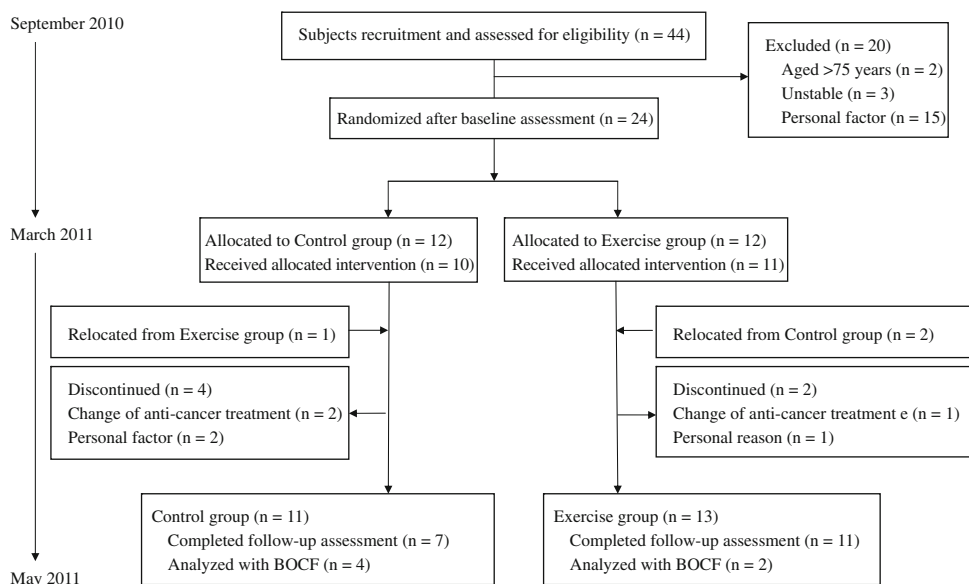 September 2010
Subjects recruitment and assessed for eligibility (n = 44)
Excluded (n = 20)
Aged >75 years (n = 2)
Unstable (n = 3)
Personal factor (n = 15)
Randomized after baseline assessment (n = 24)
March 2011
Allocated to Control group (n = 12)
Received allocated intervention (n = 10)
Allocated to Exercise group (n = 12)
Received allocated intervention (n = 11)
Relocated from Exercise group (n = 1)
Relocated from Control group (n = 2)
Discontinued (n = 4)
Change of anti-cancer treatment (n = 2)
Personal factor (n = 2)
Discontinued (n = 2)
Change of anti-cancer treatment e (n = 1)
Personal reason (n = 1)
Control group (n = 11)
Completed follow-up assessment (n = 7)
Analyzed with BOCF (n = 4)
Exercise group (n = 13)
Completed follow-up assessment (n = 11)
Analyzed with BOCF (n = 2)
May 2011